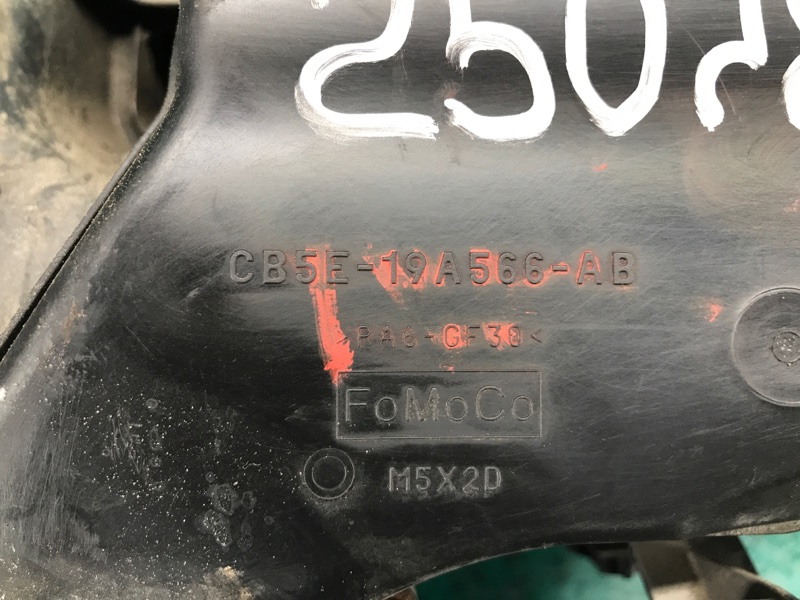 CB5E-19A566-AB
>PA6-GF30<
FoMoCo
M5X2D